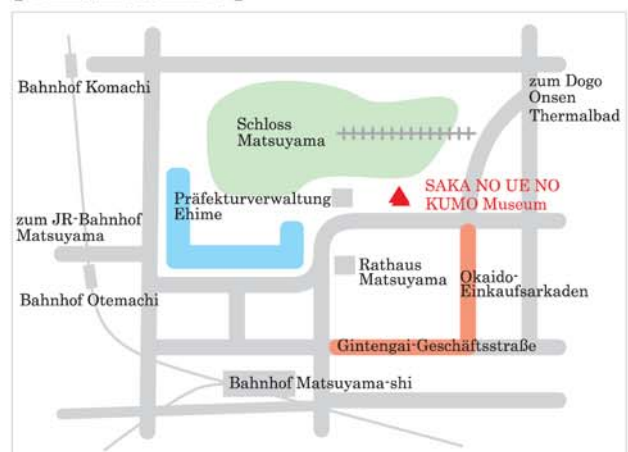 Bahnhof Komachi
zum Dogo
Onsen
Thermalbad
Schloss
Matsuyama
SAKA NO UE NO
KUMO Museum
Präfekturverwaltung
Ehime
zum JR-Bahnhof
Matsuyama
Rathaus
Matsuyama
Okaido-
Einkaufsarkaden
Bahnhof Otemachi
Gintengai-Geschäftsstraße
Bahnhof Matsuyama-shi